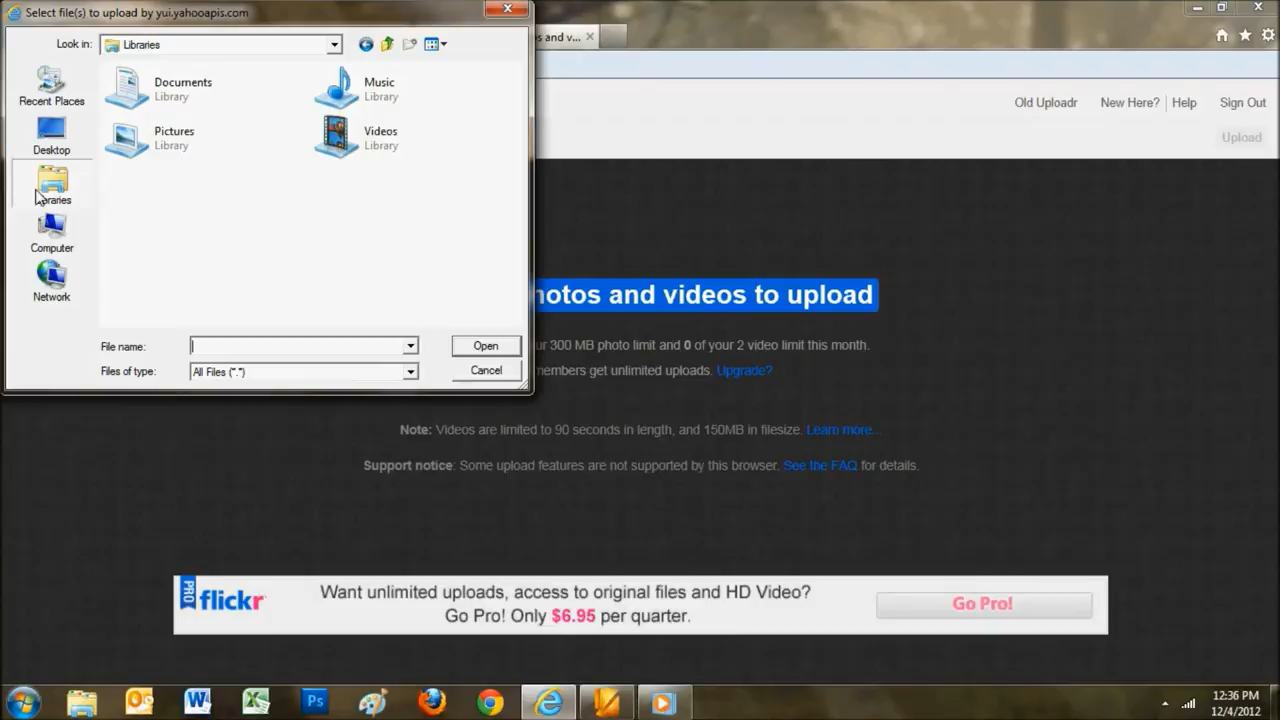 Select file(s) to upload by yui.yahooapis.com
Look in: Libraries
Recent Places
Desktop
Libraries
Computer
Network
Documents
Library
Music
Library
Pictures
Library
Videos
Library
File name:
Open
Files of type: All Files (*.*)
Cancel
s and v...
Old Uploadr New Here? Help Sign Out
Upload
hotos and videos to upload
ur 300 MB photo limit and 0 of your 2 video limit this month.
members get unlimited uploads. Upgrade?
Note: Videos are limited to 90 seconds in length, and 150MB in filesize. Learn more...
Support notice: Some upload features are not supported by this browser. See the FAQ for details.
PRO
flickr
Want unlimited uploads, access to original files and HD Video?
Go Pro! Only $6.95 per quarter.
Go Pro!
Ps
12:36 PM
12/4/2012